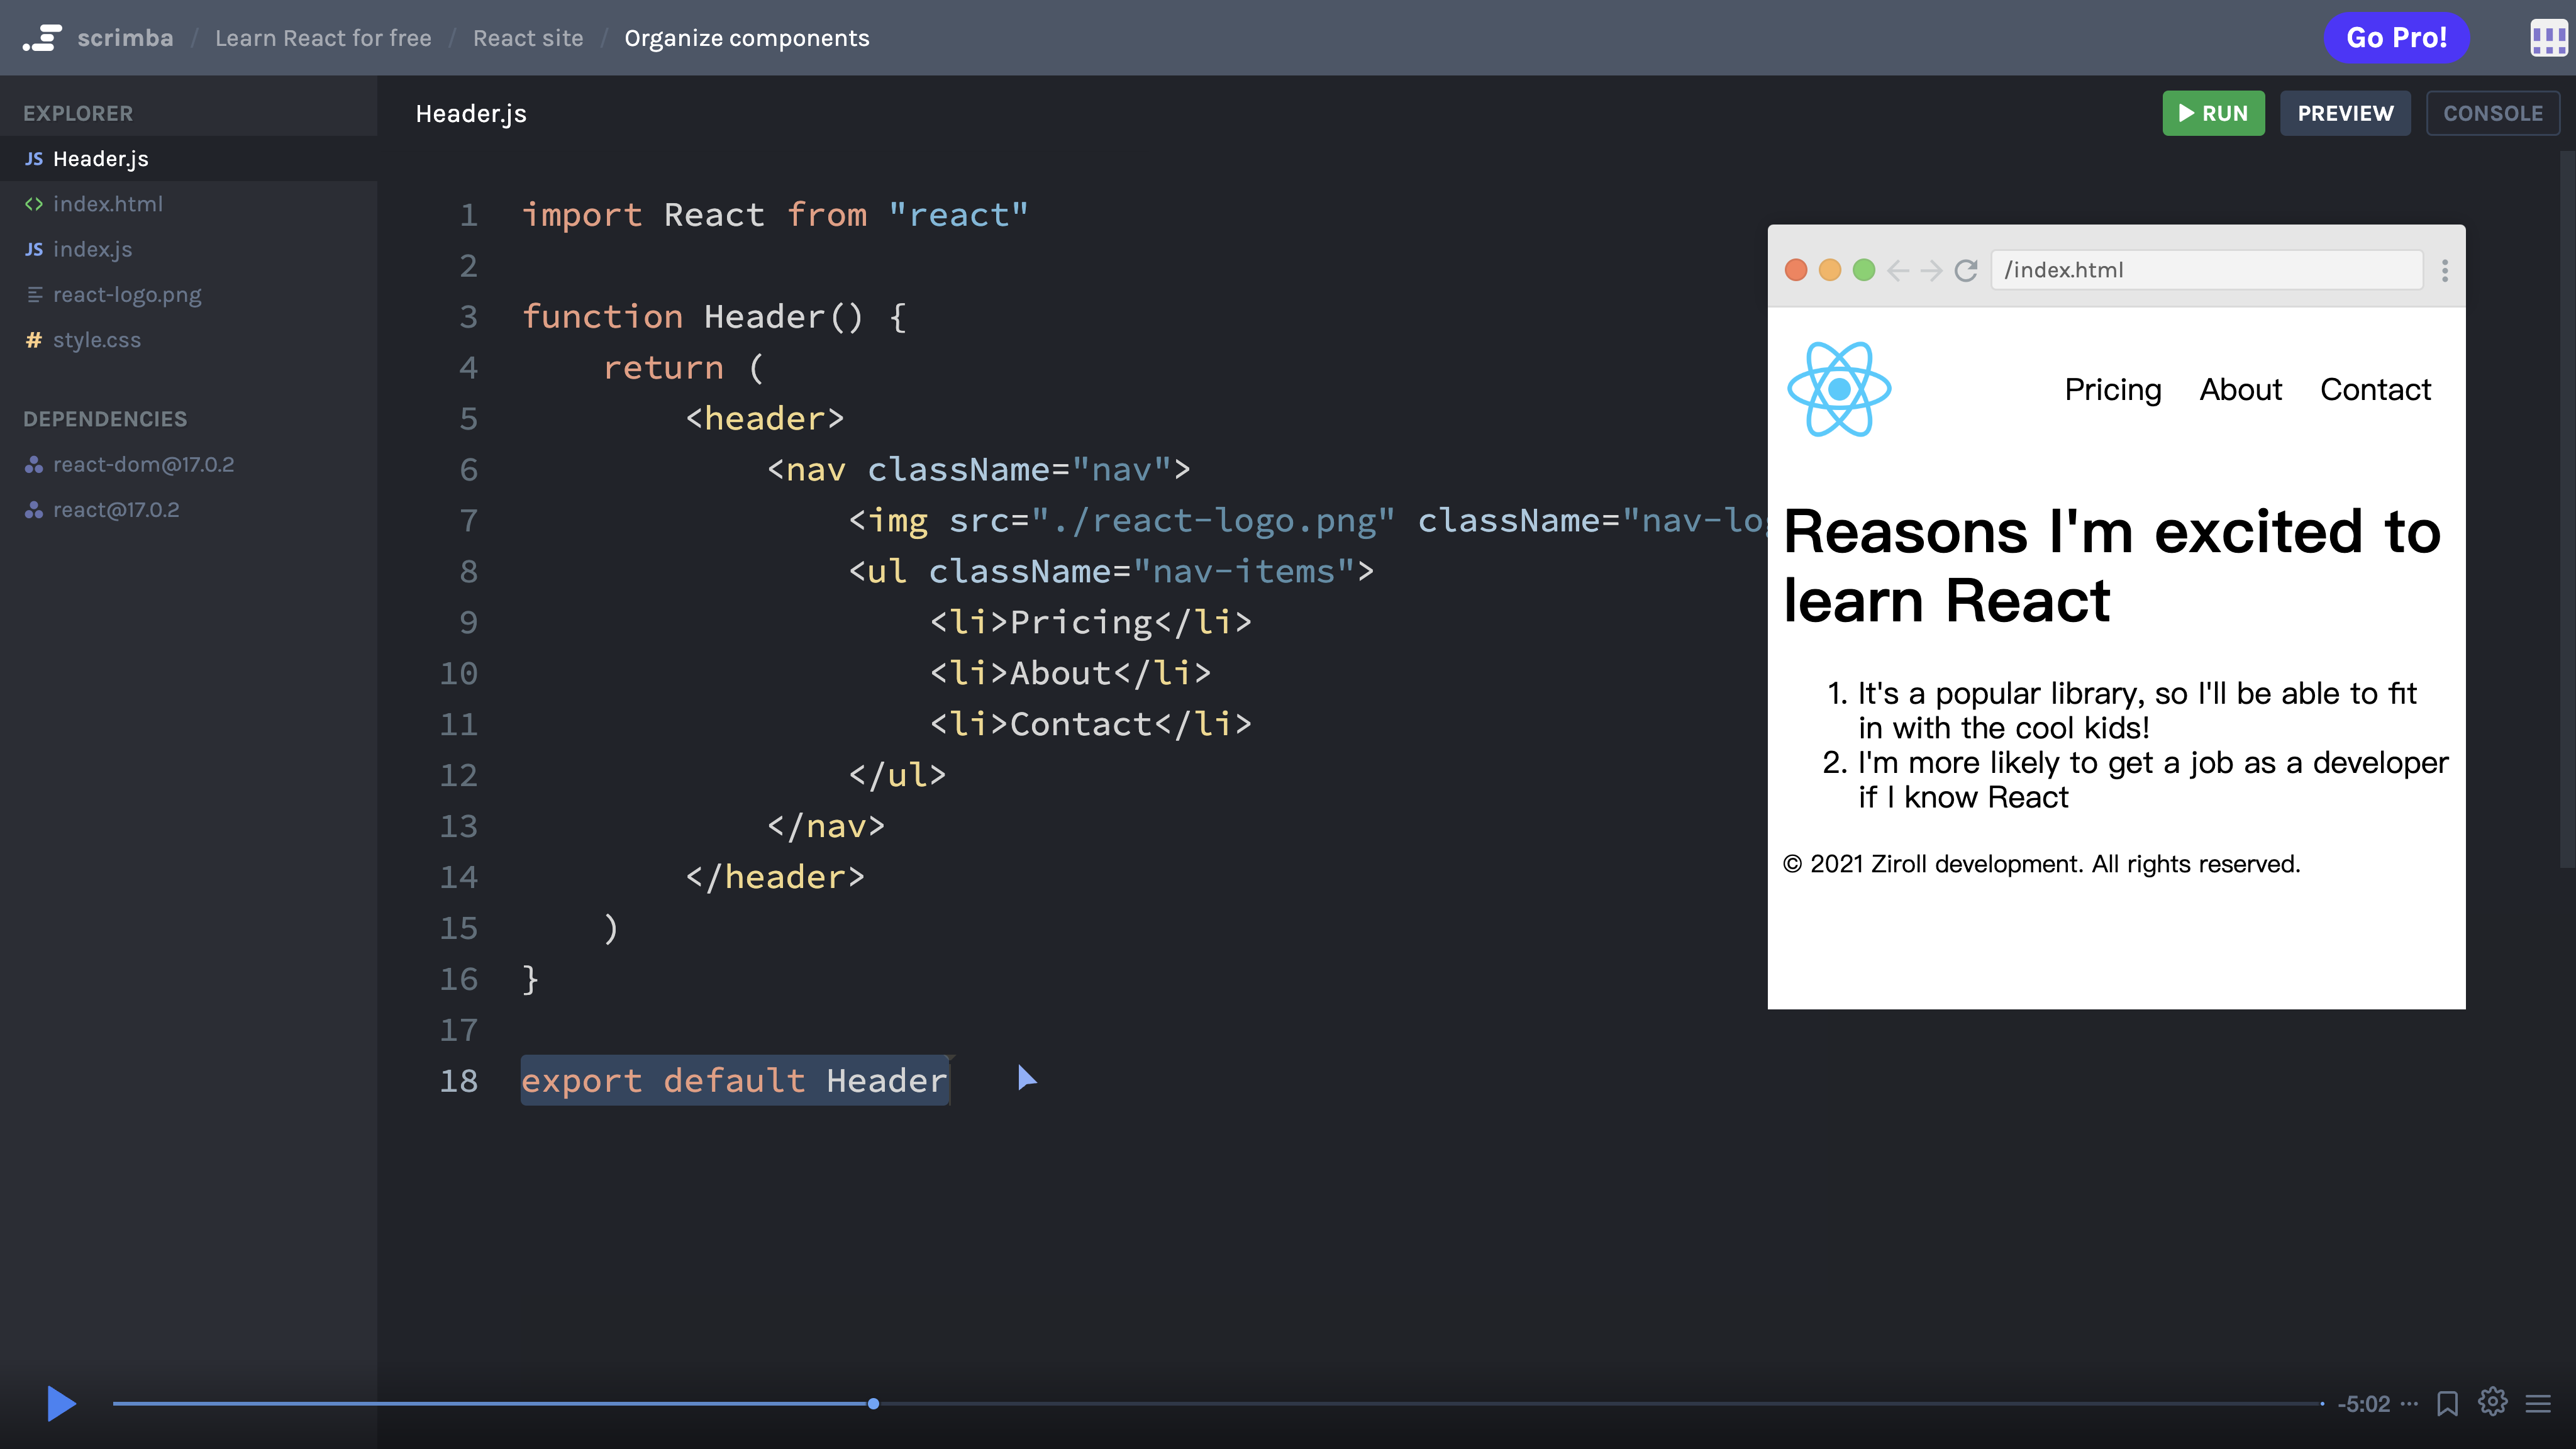 scrimba / Learn React for free / React site / Organize components
Go Pro!
EXPLORER
JS Header.js
<> index.html
JS index.js
react-logo.png
# style.css
DEPENDENCIES
react-dom@17.0.2
react@17.0.2
Header.js
RUN
PREVIEW
CONSOLE
1 import React from "react"
2
3 function Header() {
4     return (
5         <header>
6             <nav className="nav">
7                 <img src="./react-logo.png" className="nav-lo
8                 <ul className="nav-items">
9                     <li>Pricing</li>
10                     <li>About</li>
11                     <li>Contact</li>
12                 </ul>
13             </nav>
14         </header>
15     )
16 }
17
18 export default Header
/index.html
Pricing About Contact
Reasons I'm excited to
learn React
1. It's a popular library, so I'll be able to fit
in with the cool kids!
2. I'm more likely to get a job as a developer
if I know React
© 2021 Ziroll development. All rights reserved.
-5:02